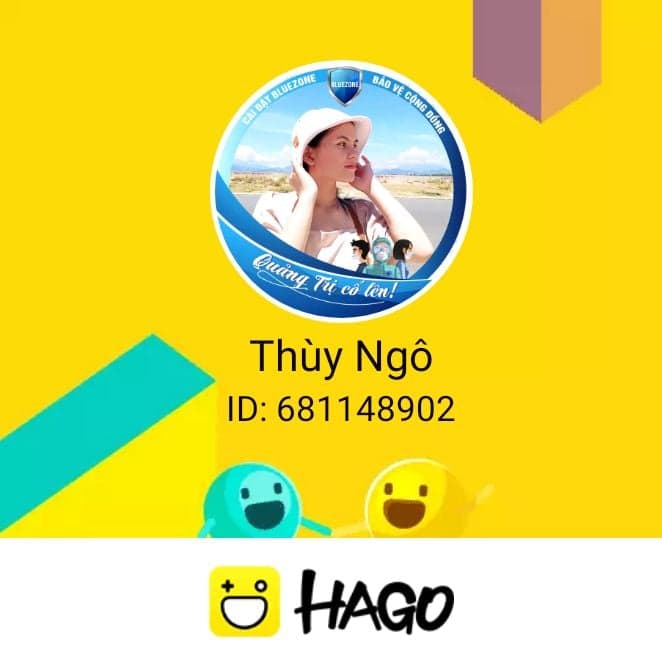 CÀI ĐẶT BLUEZONE
BLUEZONE
BẢO VỆ CỘNG ĐỒNG
Quảng Trị cố lên!
Thùy Ngô
ID: 681148902
HAGO